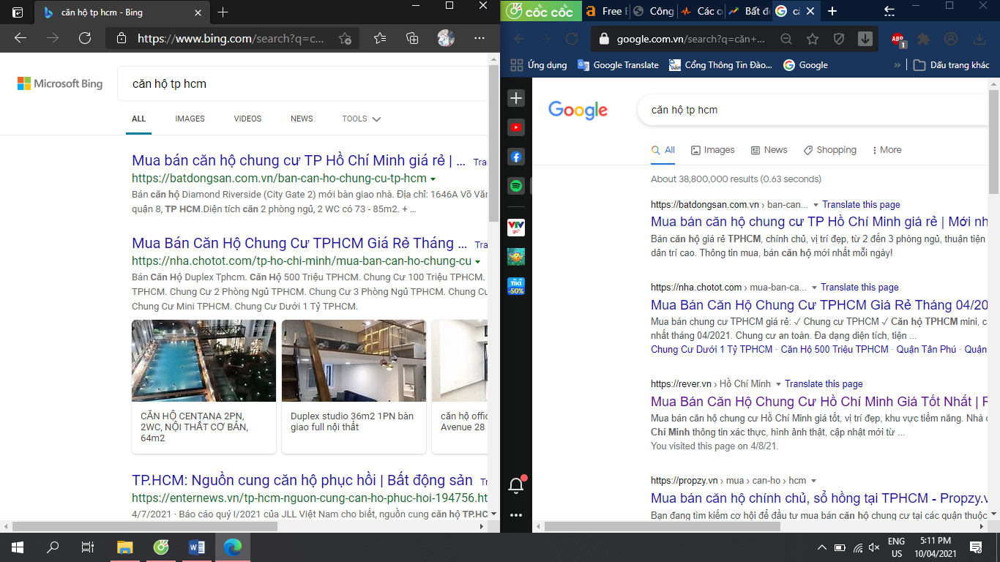 căn hộ tp hcm - Bing
https://www.bing.com/search?q=c...
Microsoft Bing
căn hộ tp hcm
ALL IMAGES VIDEOS NEWS TOOLS
Mua bán căn hộ chung cư TP Hồ Chí Minh giá rẻ | ...
https://batdongsan.com.vn/ban-can-ho-chung-cu-tp-hcm
Bán căn hộ Diamond Riverside (City Gate 2) mới bàn giao nhà. Địa chỉ: 1646A Võ Văn
quận 8, TP HCM.Diện tích căn 2 phòng ngủ, 2 WC có 73 - 85m2. + ...
Mua Bán Căn Hộ Chung Cư TPHCM Giá Rẻ Tháng ...
https://nha.chotot.com/tp-ho-chi-minh/mua-ban-can-ho-chung-cu
Bán Căn Hộ Duplex Tphcm. Căn Hộ 500 Triệu TPHCM. Chung Cư 100 Triệu TPHCM.
TPHCM. Chung Cư 2 Phòng Ngủ TPHCM. Chung Cư 3 Phòng Ngủ TPHCM. Chung
Chung Cư Mini TPHCM. Chung Cư Dưới 1 Tỷ TPHCM.
CĂN HỘ CENTANA 2PN,
2WC, NỘI THẤT CƠ BẢN,
64m2
Duplex studio 36m2 1PN bàn
giao full nội thất
căn hộ offic
Avenue 28
TP.HCM: Nguồn cung căn hộ phục hồi | Bất động sản
https://enternews.vn/tp-hcm-nguon-cung-can-ho-phuc-hoi-194756.ht
4/7/2021 · Báo cáo quý I/2021 của JLL Việt Nam cho biết, nguồn cung căn hộ TP.HC
cốc cốc
Free
Công
Các
Bất
că
google.com.vn/search?q=căn+...
ABP
1
Ứng dụng
Google Translate
Cổng Thông Tin Đào...
Google
»
Dấu trang khác
VTV
go
TIKI
-50%
Google
căn hộ tp hcm
All Images News Shopping More
About 38,800,000 results (0.63 seconds)
https://batdongsan.com.vn › ban-can... Translate this page
Mua bán căn hộ chung cư TP Hồ Chí Minh giá rẻ | Mới nh
Bán căn hộ giá rẻ TPHCM, chính chủ, vị trí đẹp, từ 2 đến 3 phòng ngủ, thuận tiện
dân trí cao. Thông tin mua, bán căn hộ mới nhất mỗi ngày!
https://nha.chotot.com › mua-ban-ca... Translate this page
Mua Bán Căn Hộ Chung Cư TPHCM Giá Rẻ Tháng 04/20
Mua bán chung cư TPHCM giá rẻ: ✓ Chung cư TPHCM ✓ Căn hộ TPHCM mini, c
nhất tháng 04/2021. Chung cư an toàn. Đa dạng diện tích, tiện ...
Chung Cư Dưới 1 Tỷ TPHCM · Căn Hộ 500 Triệu TPHCM · Quận Tân Phú · Quận
https://rever.vn › Hồ Chí Minh Translate this page
Mua Bán Căn Hộ Chung Cư Hồ Chí Minh Giá Tốt Nhất | R
Mua bán căn hộ chung cư Hồ Chí Minh giá tốt, vị trí đẹp, khu vực tiềm năng. Nhà
Chí Minh thông tin xác thực, hình ảnh thật, cập nhật mới từ ...
You visited this page on 4/8/21.
https://propzy.vn › mua › can-ho › hcm
Mua bán căn hộ chính chủ, sổ hồng tại TPHCM - Propzy.v
Bạn đang tìm kiếm cơ hội để đầu tư mua bán căn hộ chung cư tại các quận thuộc
ENG
US
5:11 PM
10/04/2021